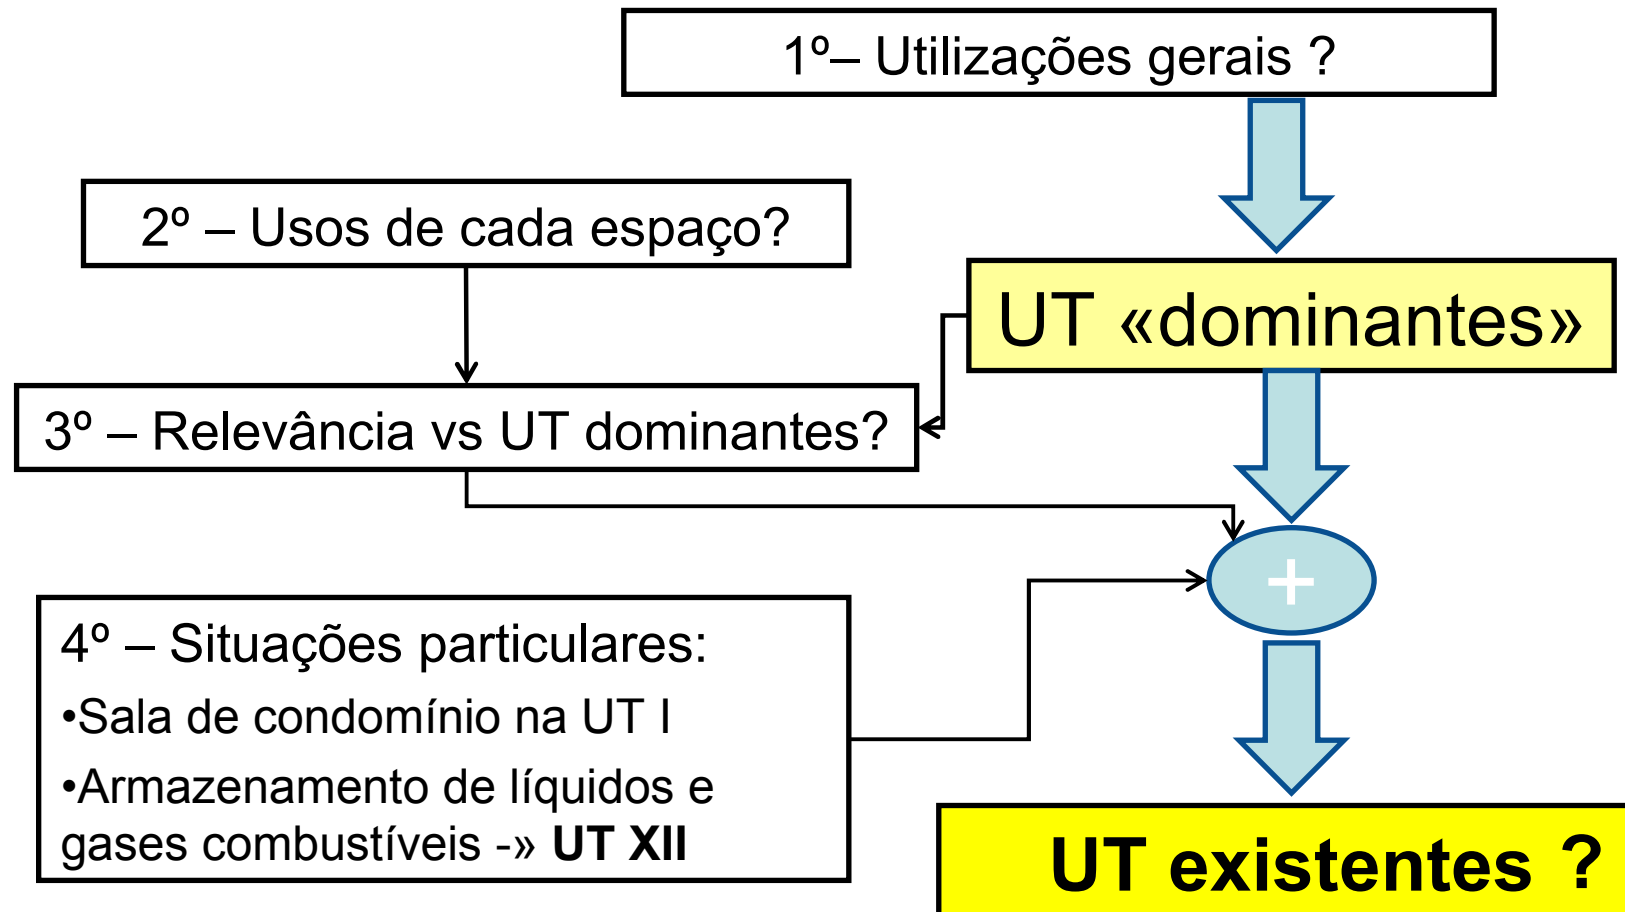 1º– Utilizações gerais ?
2º – Usos de cada espaço?
UT «dominantes»
3º – Relevância vs UT dominantes?
+
4º – Situações particulares:
•Sala de condomínio na UT I
•Armazenamento de líquidos e
gases combustíveis -» UT XII
UT existentes ?